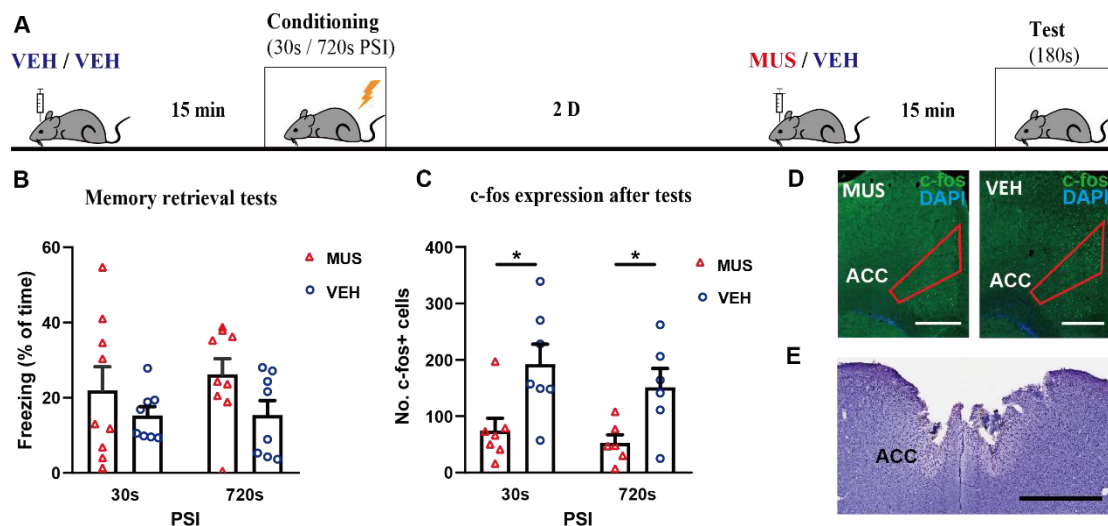 A
VEH / VEH
15 min
Conditioning
(30s / 720s PSI)
2 D
MUS / VEH
15 min
Test
(180s)
B
Memory retrieval tests
Freezing (% of time)
60
40
20
0
30s
720s
PSI
MUS
VEH
C
c-fos expression after tests
No. c-fos+ cells
400
300
200
100
0
*
*
30s
720s
PSI
MUS
VEH
D
MUS
c-fos
DAPI
ACC
VEH
c-fos
DAPI
ACC
E
ACC